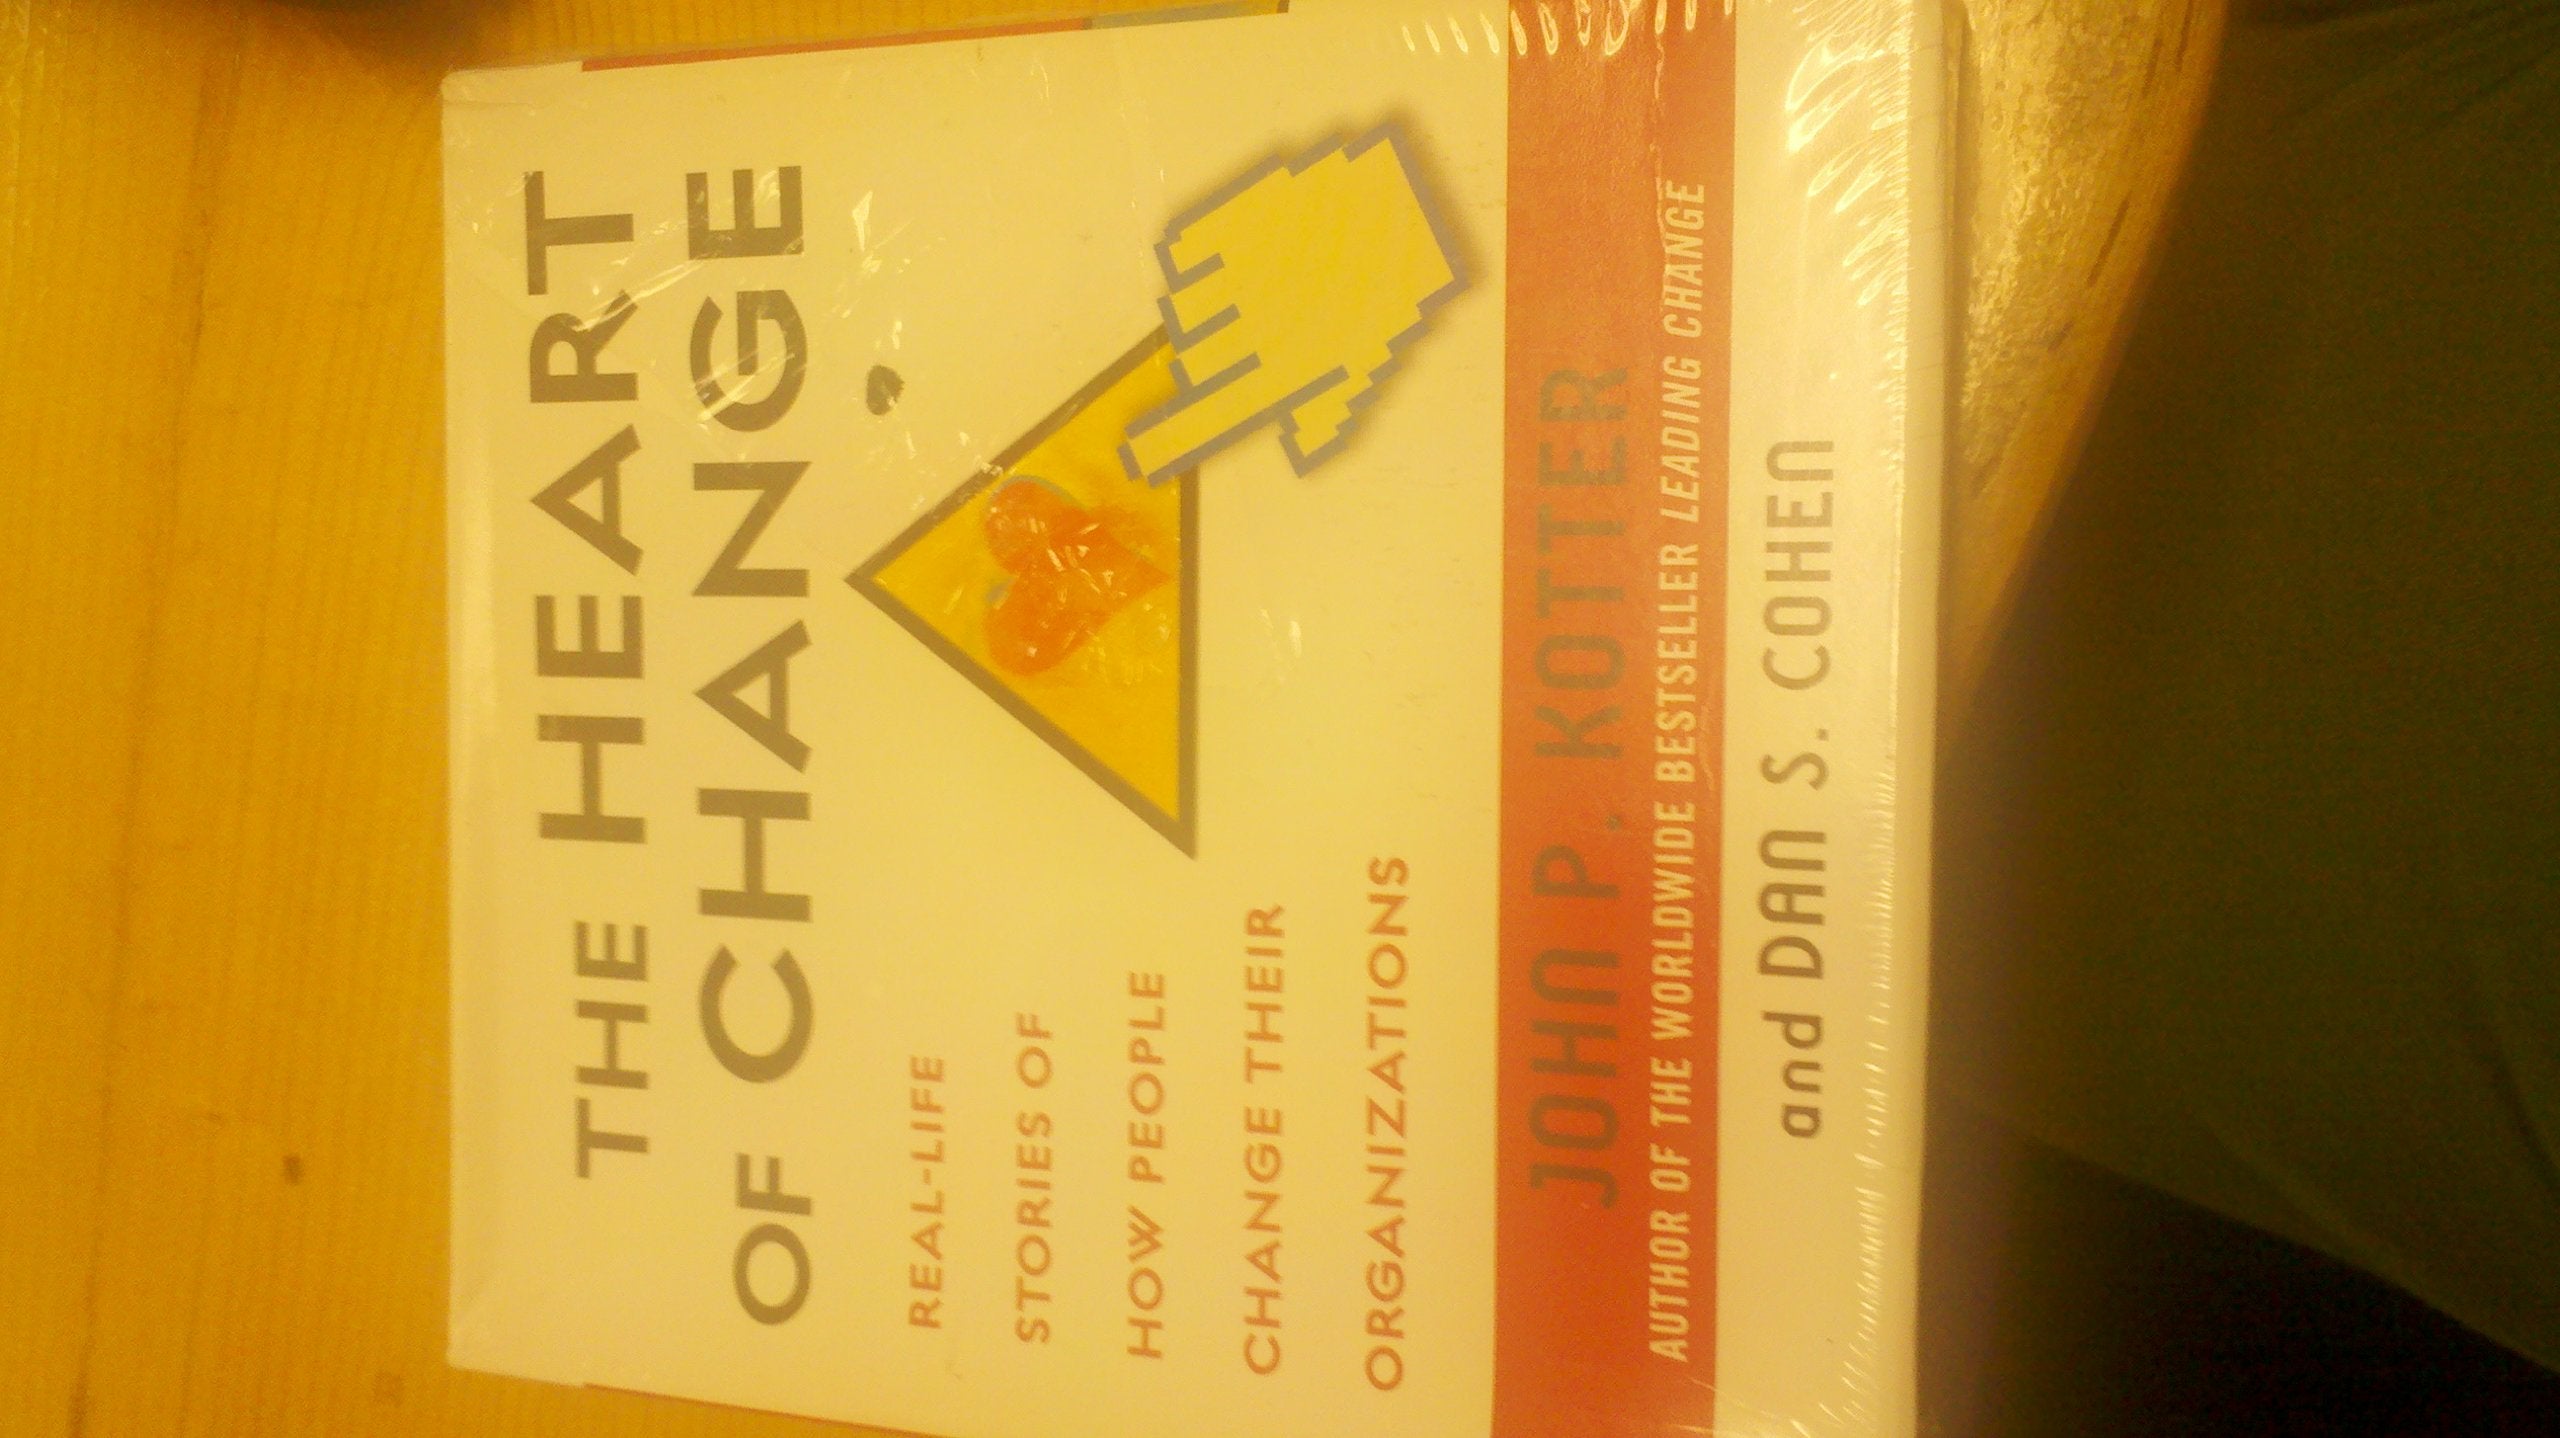 THE HEART
OF CHANGE
REAL-LIFE
STORIES OF
HOW PEOPLE
CHANGE THEIR
ORGANIZATIONS
JOHN P. KOTTER
AUTHOR OF THE WORLDWIDE BESTSELLER LEADING CHANGE
and DAN S. COHEN